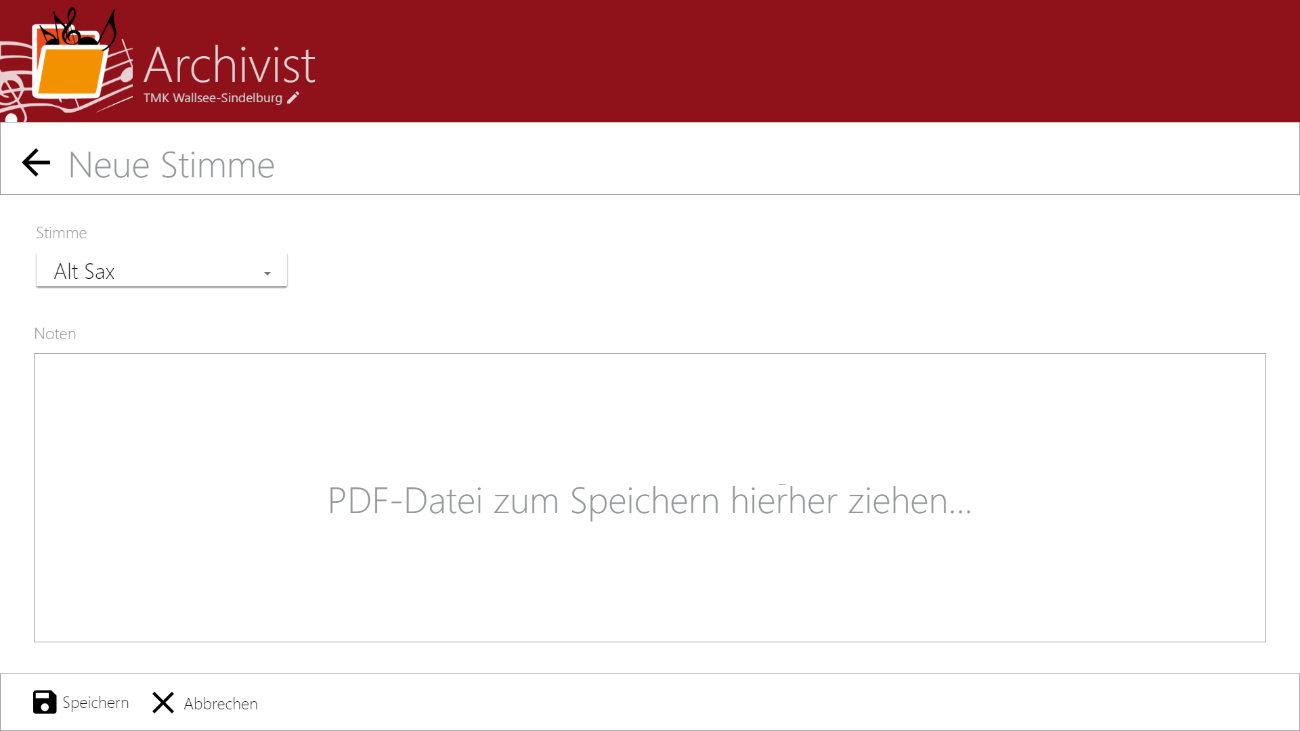 Archivist
TMK Wallsee-Sindelburg
Neue Stimme
Stimme
Alt Sax
Noten
PDF-Datei zum Speichern hierher ziehen...
Speichern
Abbrechen